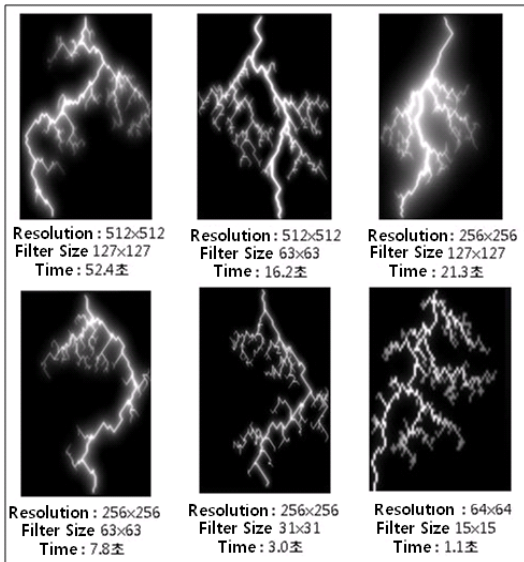 Resolution : 512×512
Filter Size 127×127
Time : 52.4초
Resolution : 512×512
Filter Size 63×63
Time : 16.2초
Resolution : 256×256
Filter Size 127×127
Time : 21.3초
Resolution : 256×256
Filter Size 63×63
Time : 7.8초
Resolution : 256×256
Filter Size 31×31
Time : 3.0초
Resolution : 64×64
Filter Size 15×15
Time : 1.1초